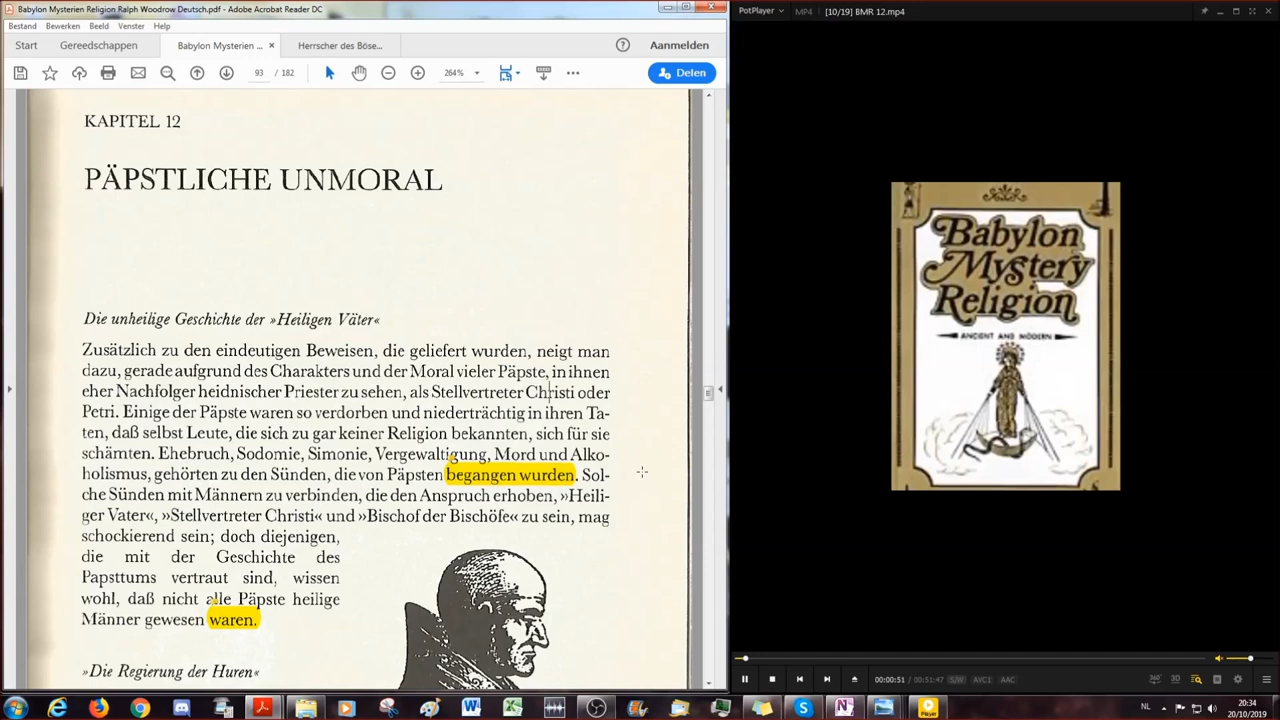 Babylon Mysterien Religion Ralph Woodrow Deutsch.pdf - Adobe Acrobat Reader DC
Bestand Bewerken Beeld Venster Help
Start Gereedschappen Babylon Mysterien ... × Herrscher des Böse... Aanmelden
93 / 182 264% Delen
KAPITEL 12
PÄPSTLICHE UNMORAL
Die unheilige Geschichte der »Heiligen Väter«
Zusätzlich zu den eindeutigen Beweisen, die geliefert wurden, neigt man
dazu, gerade aufgrund des Charakters und der Moral vieler Päpste, in ihnen
eher Nachfolger heidnischer Priester zu sehen, als Stellvertreter Christi oder
Petri. Einige der Päpste waren so verdorben und niederträchtig in ihren Ta-
ten, daß selbst Leute, die sich zu gar keiner Religion bekannten, sich für sie
schämten. Ehebruch, Sodomie, Simonie, Vergewaltigung, Mord und Alko-
holismus, gehörten zu den Sünden, die von Päpsten begangen wurden. Sol-
che Sünden mit Männern zu verbinden, die den Anspruch erhoben, »Heili-
ger Vater«, »Stellvertreter Christi« und »Bischof der Bischöfe« zu sein, mag
schockierend sein; doch diejenigen,
die mit der Geschichte des
Papsttums vertraut sind, wissen
wohl, daß nicht alle Päpste heilige
Männer gewesen waren.
»Die Regierung der Huren«
PotPlayer MP4 [10/19] BMR 12.mp4
Babylon
Mystery
Religion
ANCIENT AND MODERN
00:00:51 / 00:51:47 S/W AVC1 AAC
360° 3D
NL 20:34
20/10/2019
Player